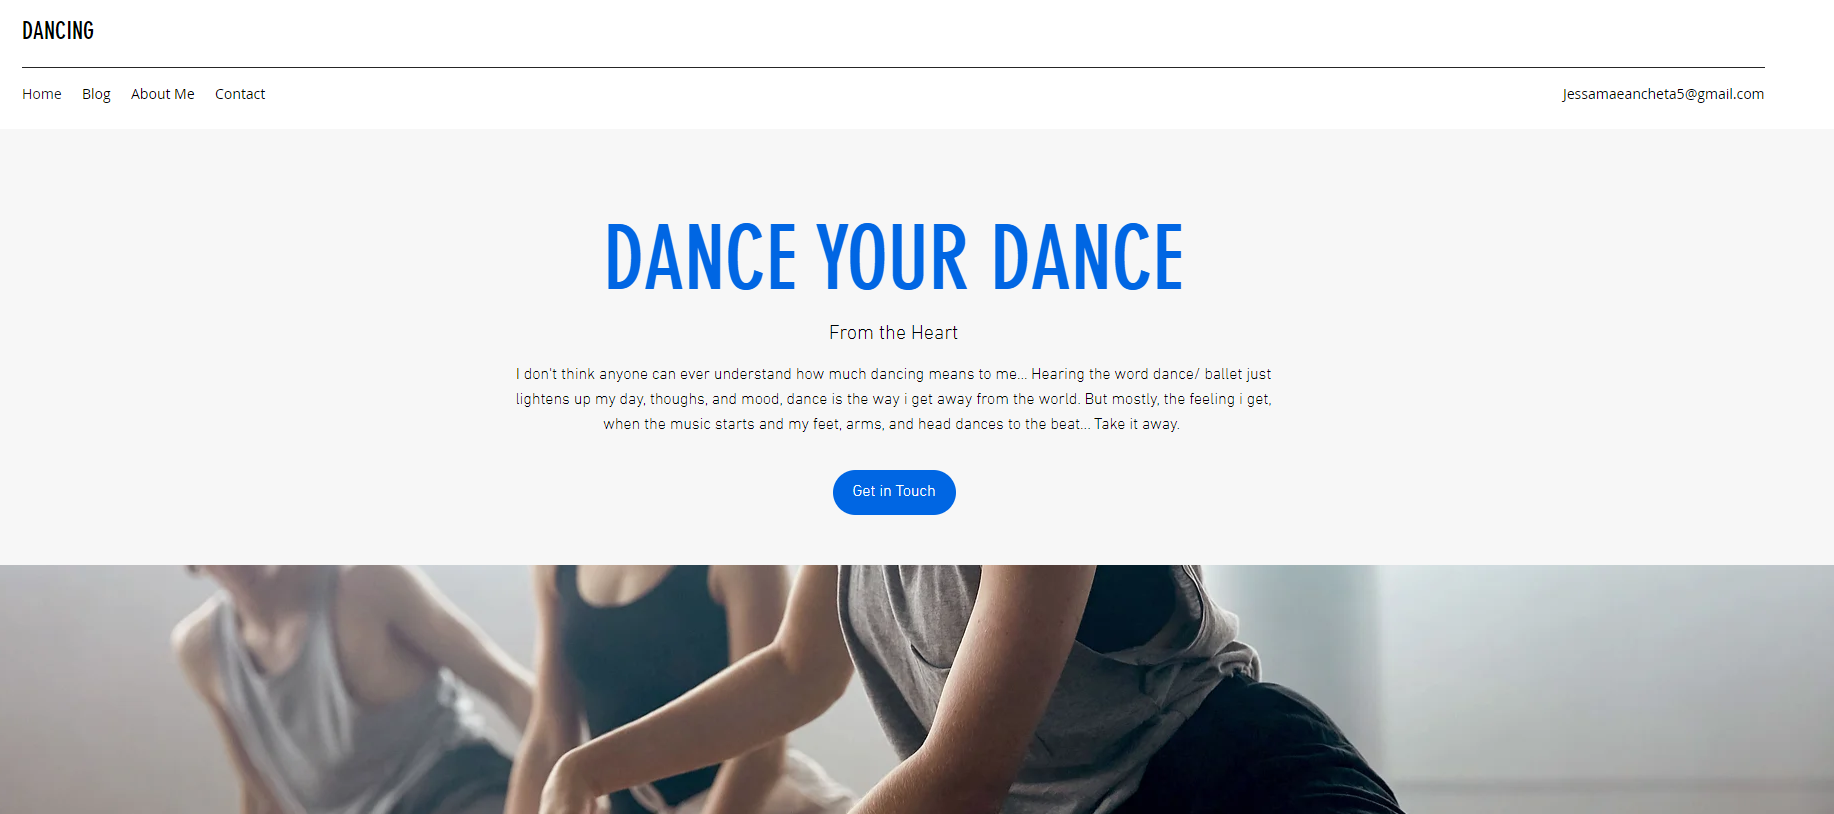 DANCING
Home Blog About Me Contact Jessamaeancheta5@gmail.com
DANCE YOUR DANCE
From the Heart
I don't think anyone can ever understand how much dancing means to me... Hearing the word dance/ ballet just
lightens up my day, thoughs, and mood, dance is the way i get away from the world. But mostly, the feeling i get,
when the music starts and my feet, arms, and head dances to the beat... Take it away.
Get in Touch